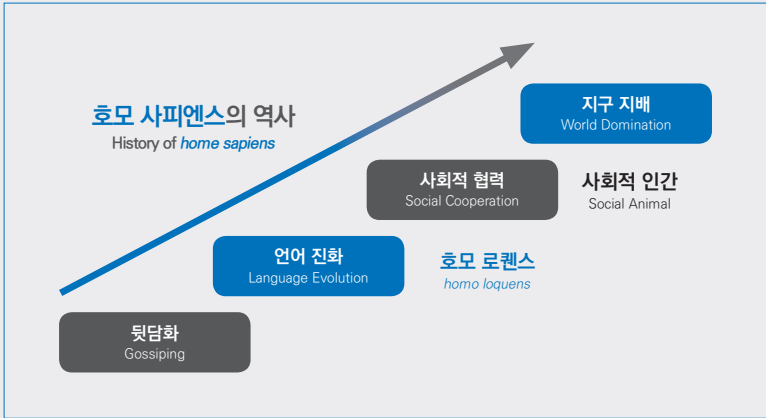 호모 사피엔스의 역사
History of home sapiens
지구 지배
World Domination
사회적 협력
Social Cooperation
사회적 인간
Social Animal
언어 진화
Language Evolution
호모 로퀜스
homo loquens
뒷담화
Gossiping